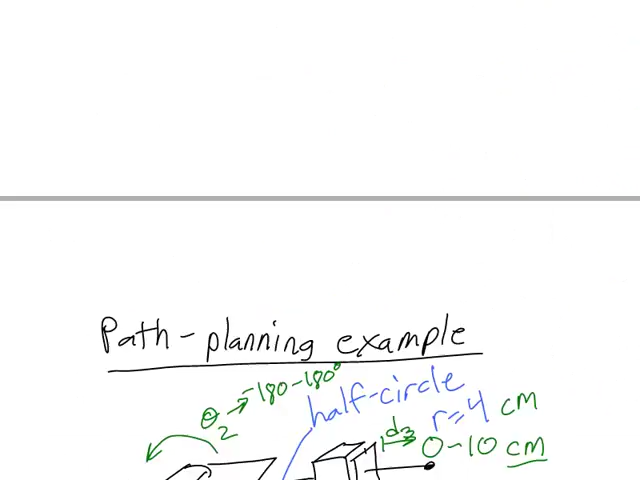 Path-planning example
θ2 → -180-180°
half-circle
r=4 cm
d3
0-10 cm